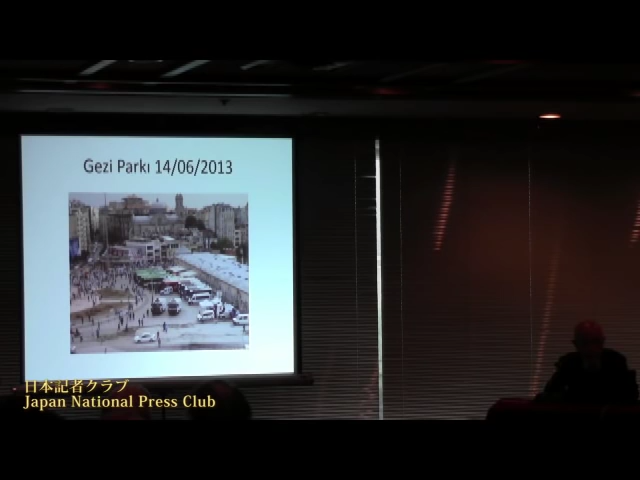 Gezi Parkı 14/06/2013
日本記者クラブ
Japan National Press Club